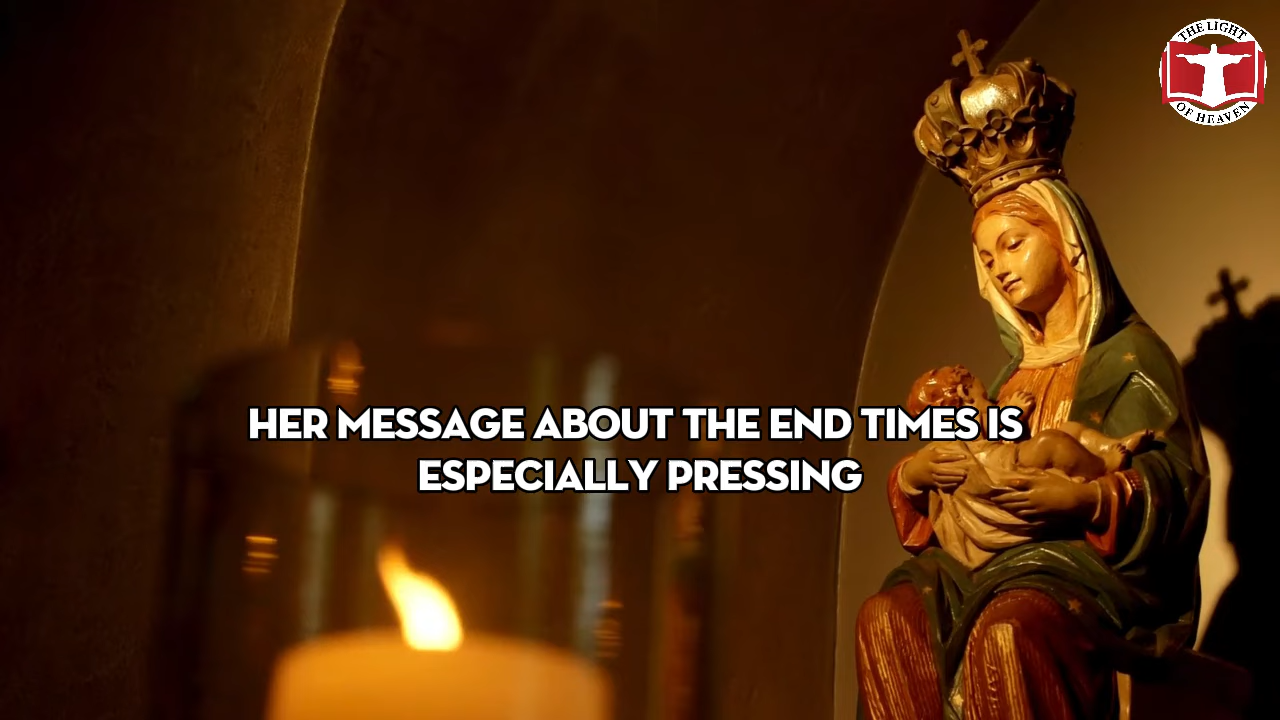 THE LIGHT
OF HEAVEN
HER MESSAGE ABOUT THE END TIMES IS
ESPECIALLY PRESSING